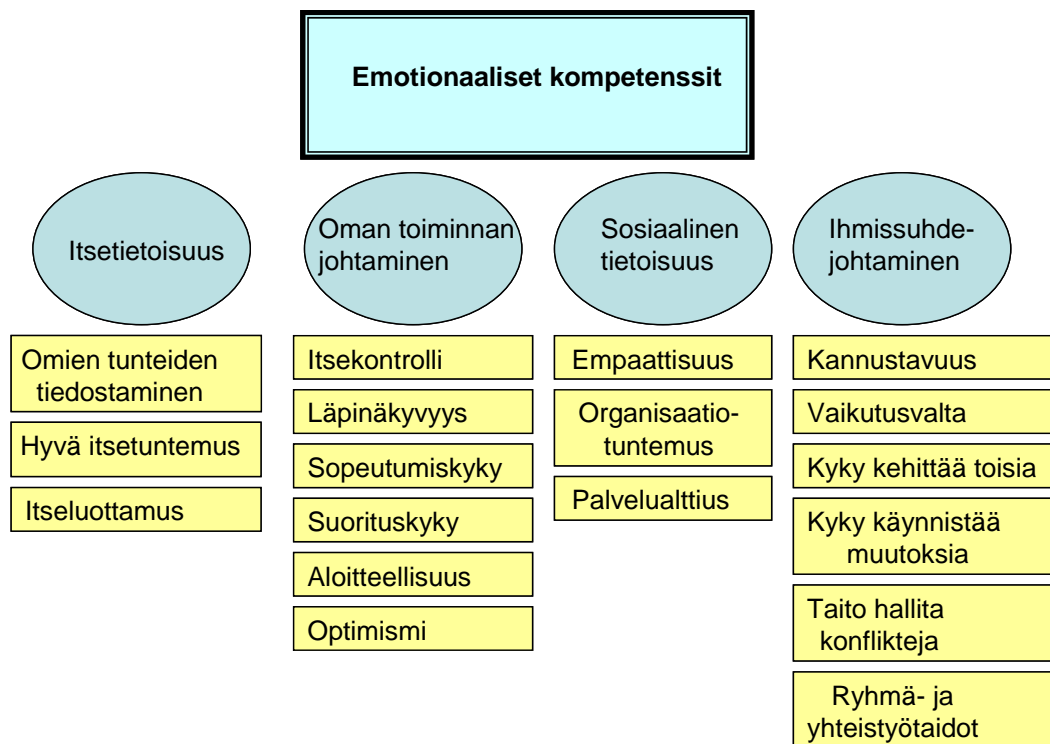 Emotionaaliset kompetenssit
Itsetietoisuus
Omien tunteiden
tiedostaminen
Hyvä itsetuntemus
Itseluottamus
Oman toiminnan
johtaminen
Itsekontrolli
Läpinäkyvyys
Sopeutumiskyky
Suorituskyky
Aloitteellisuus
Optimismi
Sosiaalinen
tietoisuus
Empaattisuus
Organisaatio-
tuntemus
Palvelualttius
Ihmissuhde-
johtaminen
Kannustavuus
Vaikutusvalta
Kyky kehittää toisia
Kyky käynnistää
muutoksia
Taito hallita
konflikteja
Ryhmä- ja
yhteistyötaidot